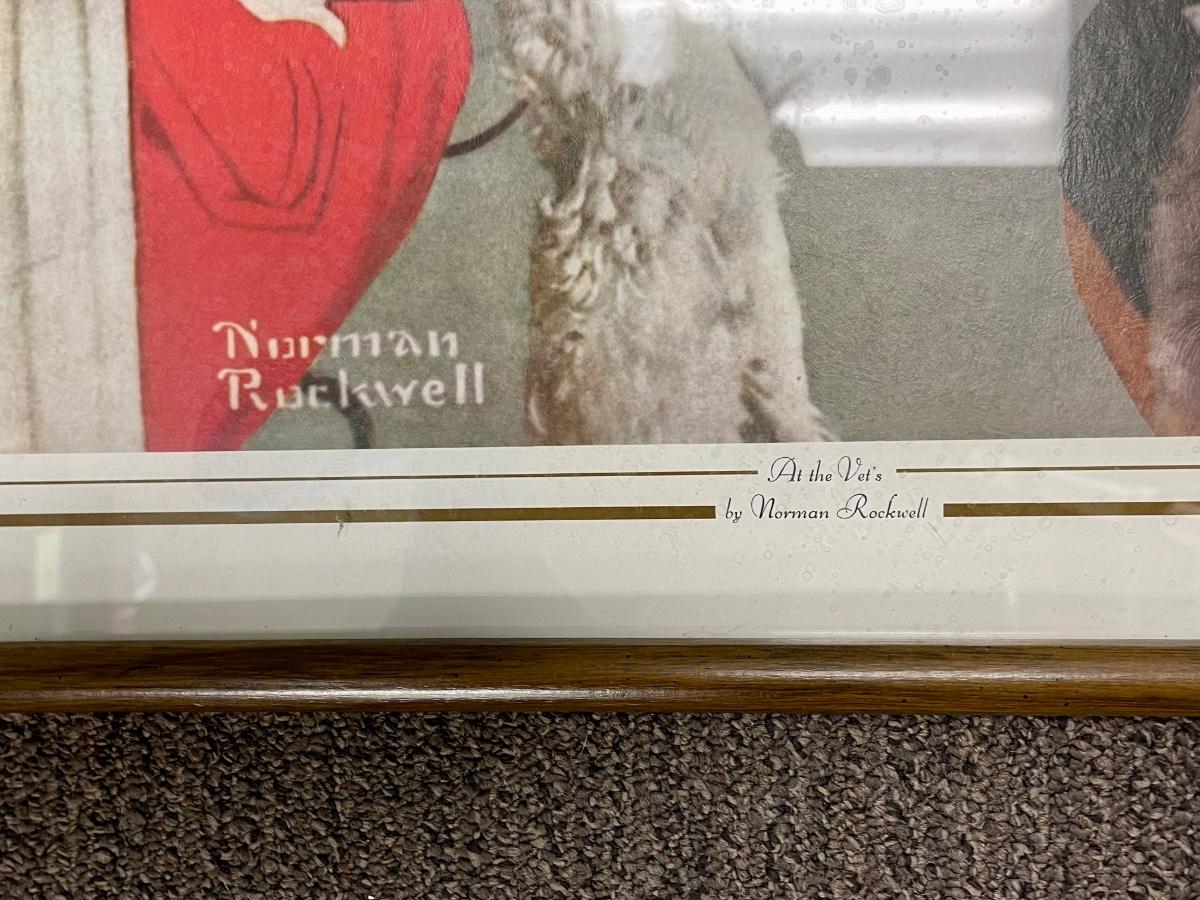 Norman
Rockwell
At the Vet's
by Norman Rockwell